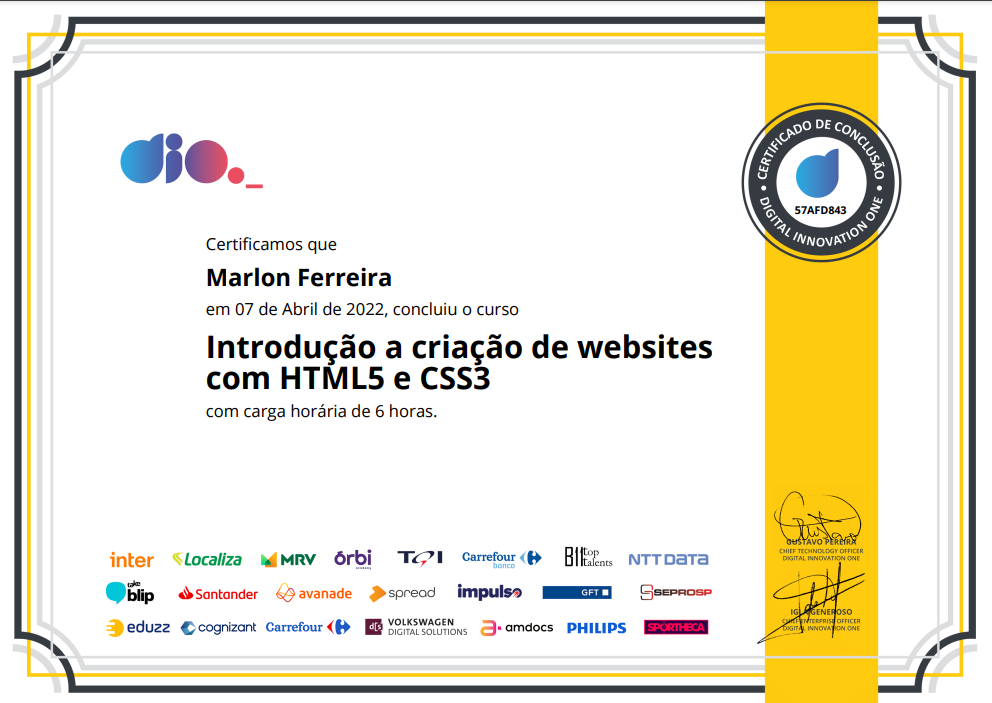 dio._
CERTIFICADO DE CONCLUSÃO
57AFD843
DIGITAL INNOVATION ONE
Certificamos que
Marlon Ferreira
em 07 de Abril de 2022, concluiu o curso
Introdução a criação de websites
com HTML5 e CSS3
com carga horária de 6 horas.
GUSTAVO PEREIRA
CHIEF TECHNOLOGY OFFICER
DIGITAL INNOVATION ONE
inter Localiza MRV órbi academy TQI Carrefour banco B11 top talents NTT DATA
take blip Santander avanade spread impulso GFT SEPROSP
eduzz cognizant Carrefour VOLKSWAGEN DIGITAL SOLUTIONS amdocs PHILIPS SPORTHECA
GENEROSO
CHIEF ENTERPRISE OFFICER
DIGITAL INNOVATION ONE